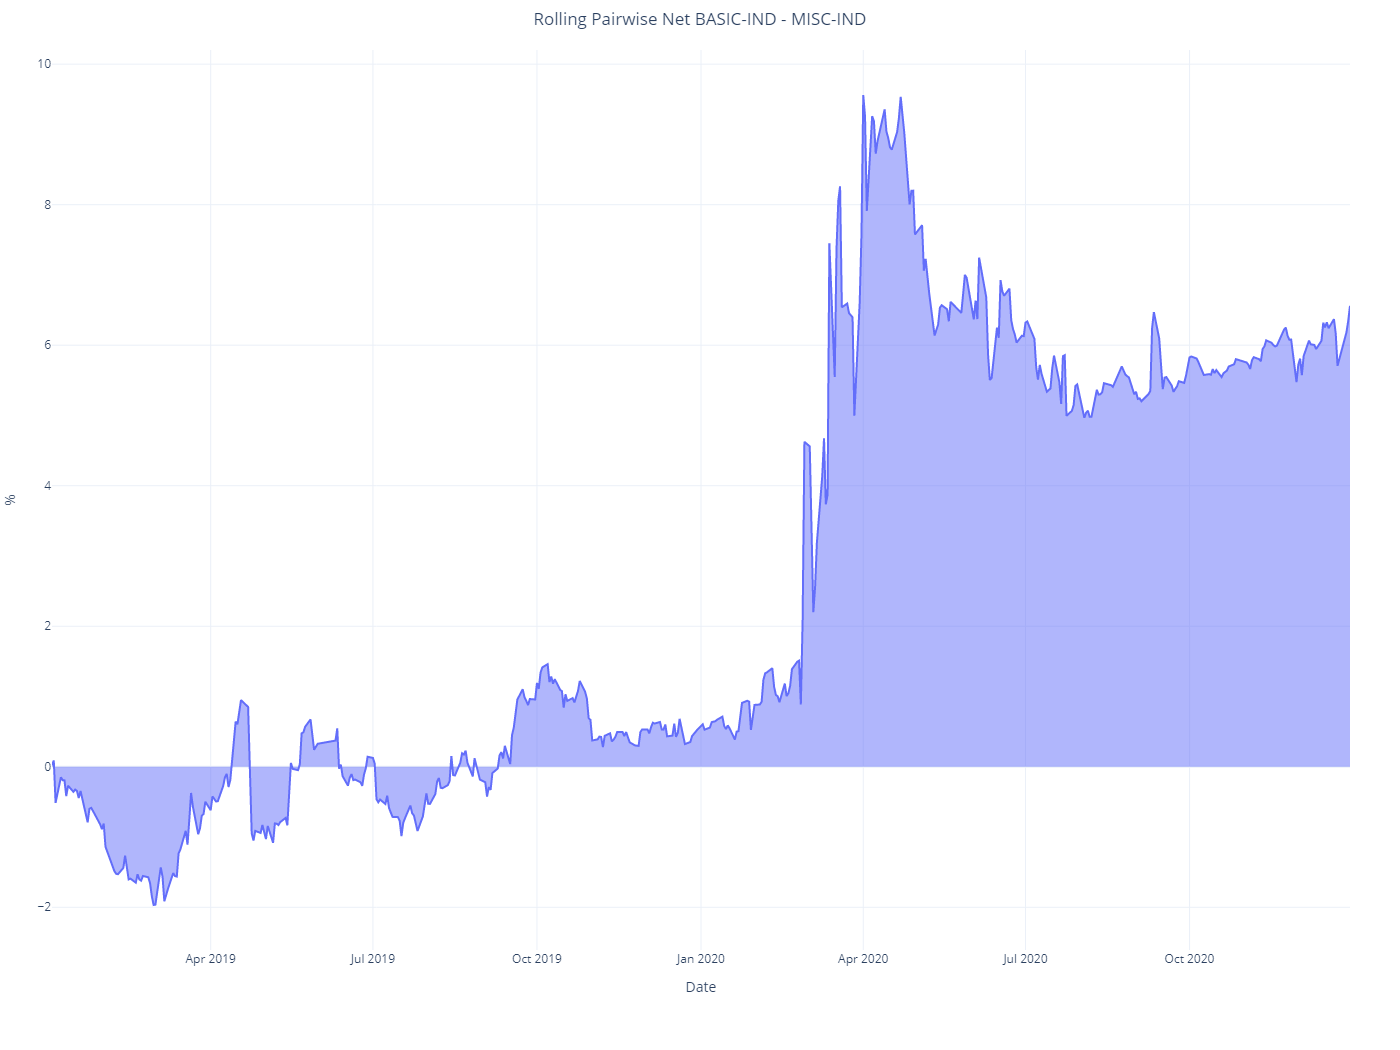 Rolling Pairwise Net BASIC-IND - MISC-IND
10
8
6
4
2
0
−2
%
Apr 2019
Jul 2019
Oct 2019
Jan 2020
Apr 2020
Jul 2020
Oct 2020
Date